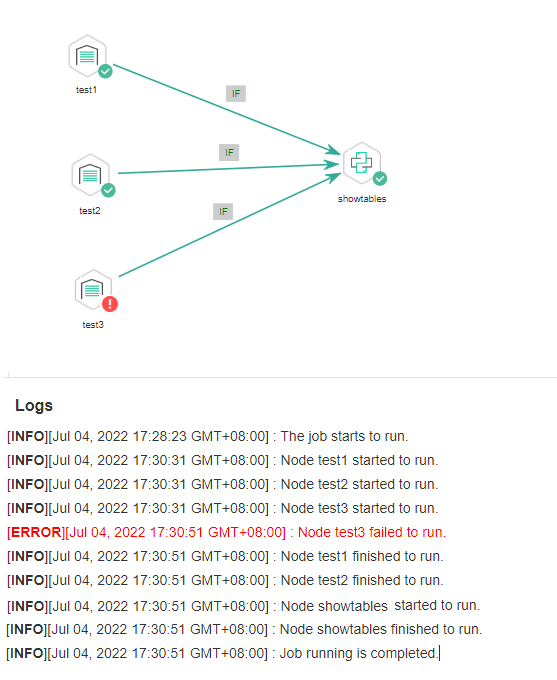 test1
IF
IF
test2
showtables
IF
test3
Logs
[INFO][Jul 04, 2022 17:28:23 GMT+08:00] : The job starts to run.
[INFO][Jul 04, 2022 17:30:31 GMT+08:00] : Node test1 started to run.
[INFO][Jul 04, 2022 17:30:31 GMT+08:00] : Node test2 started to run.
[INFO][Jul 04, 2022 17:30:31 GMT+08:00] : Node test3 started to run.
[ERROR][Jul 04, 2022 17:30:51 GMT+08:00] : Node test3 failed to run.
[INFO][Jul 04, 2022 17:30:51 GMT+08:00] : Node test1 finished to run.
[INFO][Jul 04, 2022 17:30:51 GMT+08:00] : Node test2 finished to run.
[INFO][Jul 04, 2022 17:30:51 GMT+08:00] : Node showtables started to run.
[INFO][Jul 04, 2022 17:30:51 GMT+08:00] : Node showtables finished to run.
[INFO][Jul 04, 2022 17:30:51 GMT+08:00] : Job running is completed.